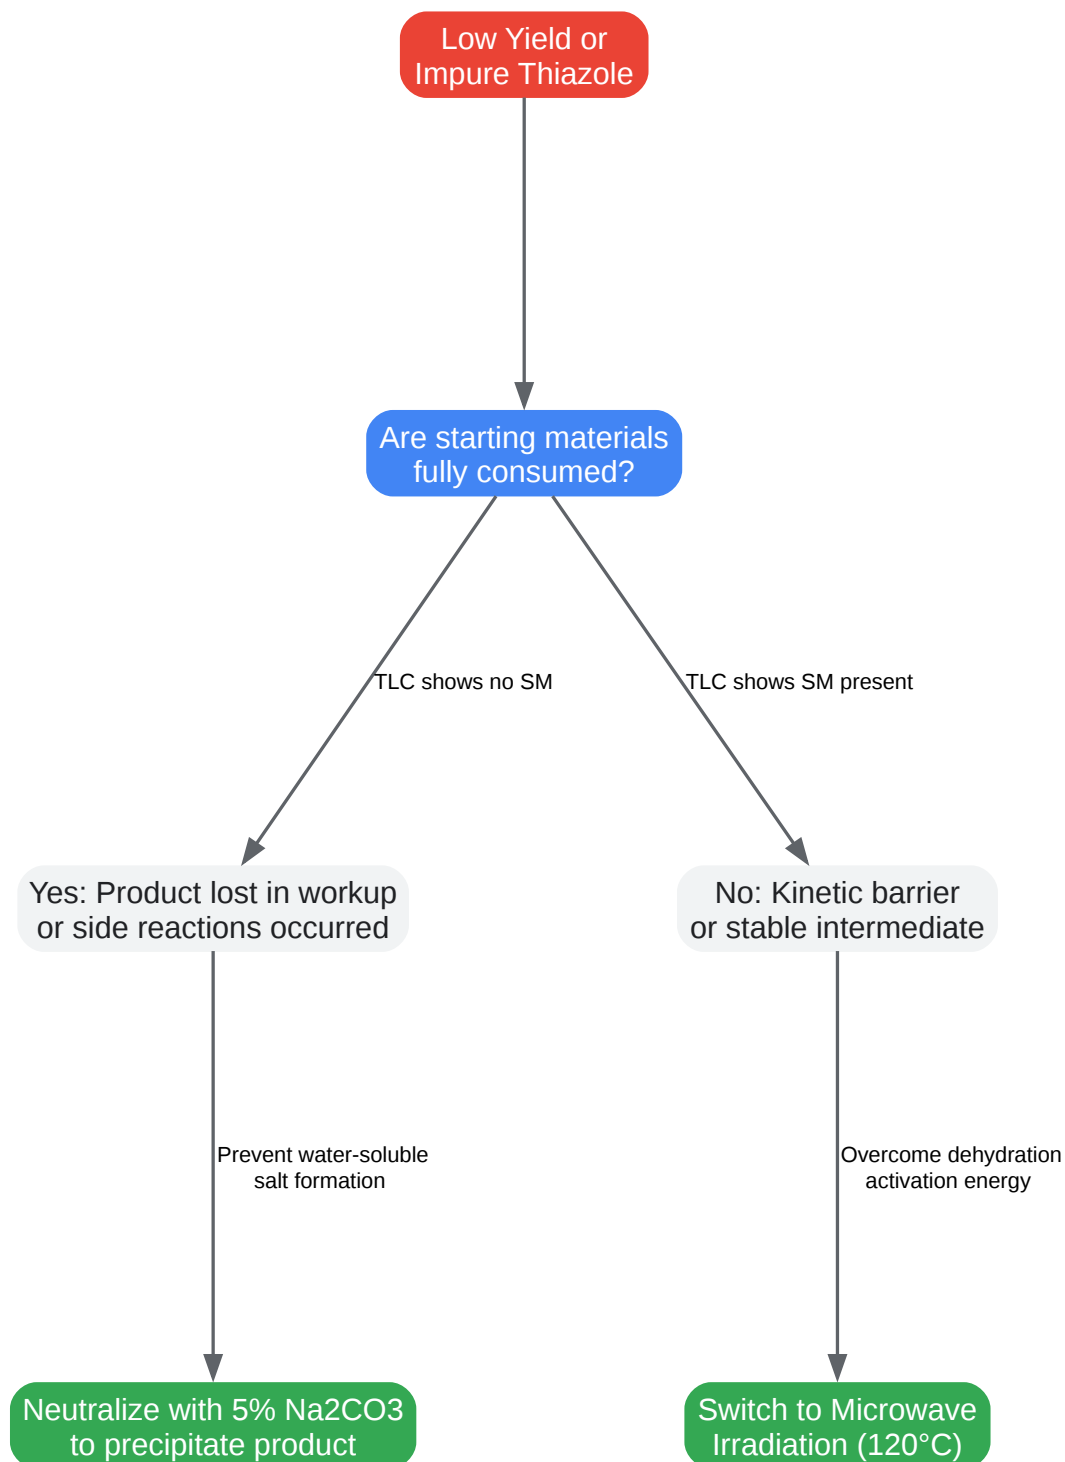 Low Yield or
Impure Thiazole
Are starting materials
fully consumed?
TLC shows no SM
TLC shows SM present
Yes: Product lost in workup
or side reactions occurred
No: Kinetic barrier
or stable intermediate
Prevent water-soluble
salt formation
Overcome dehydration
activation energy
Neutralize with 5% Na2CO3
to precipitate product
Switch to Microwave
Irradiation (120°C)